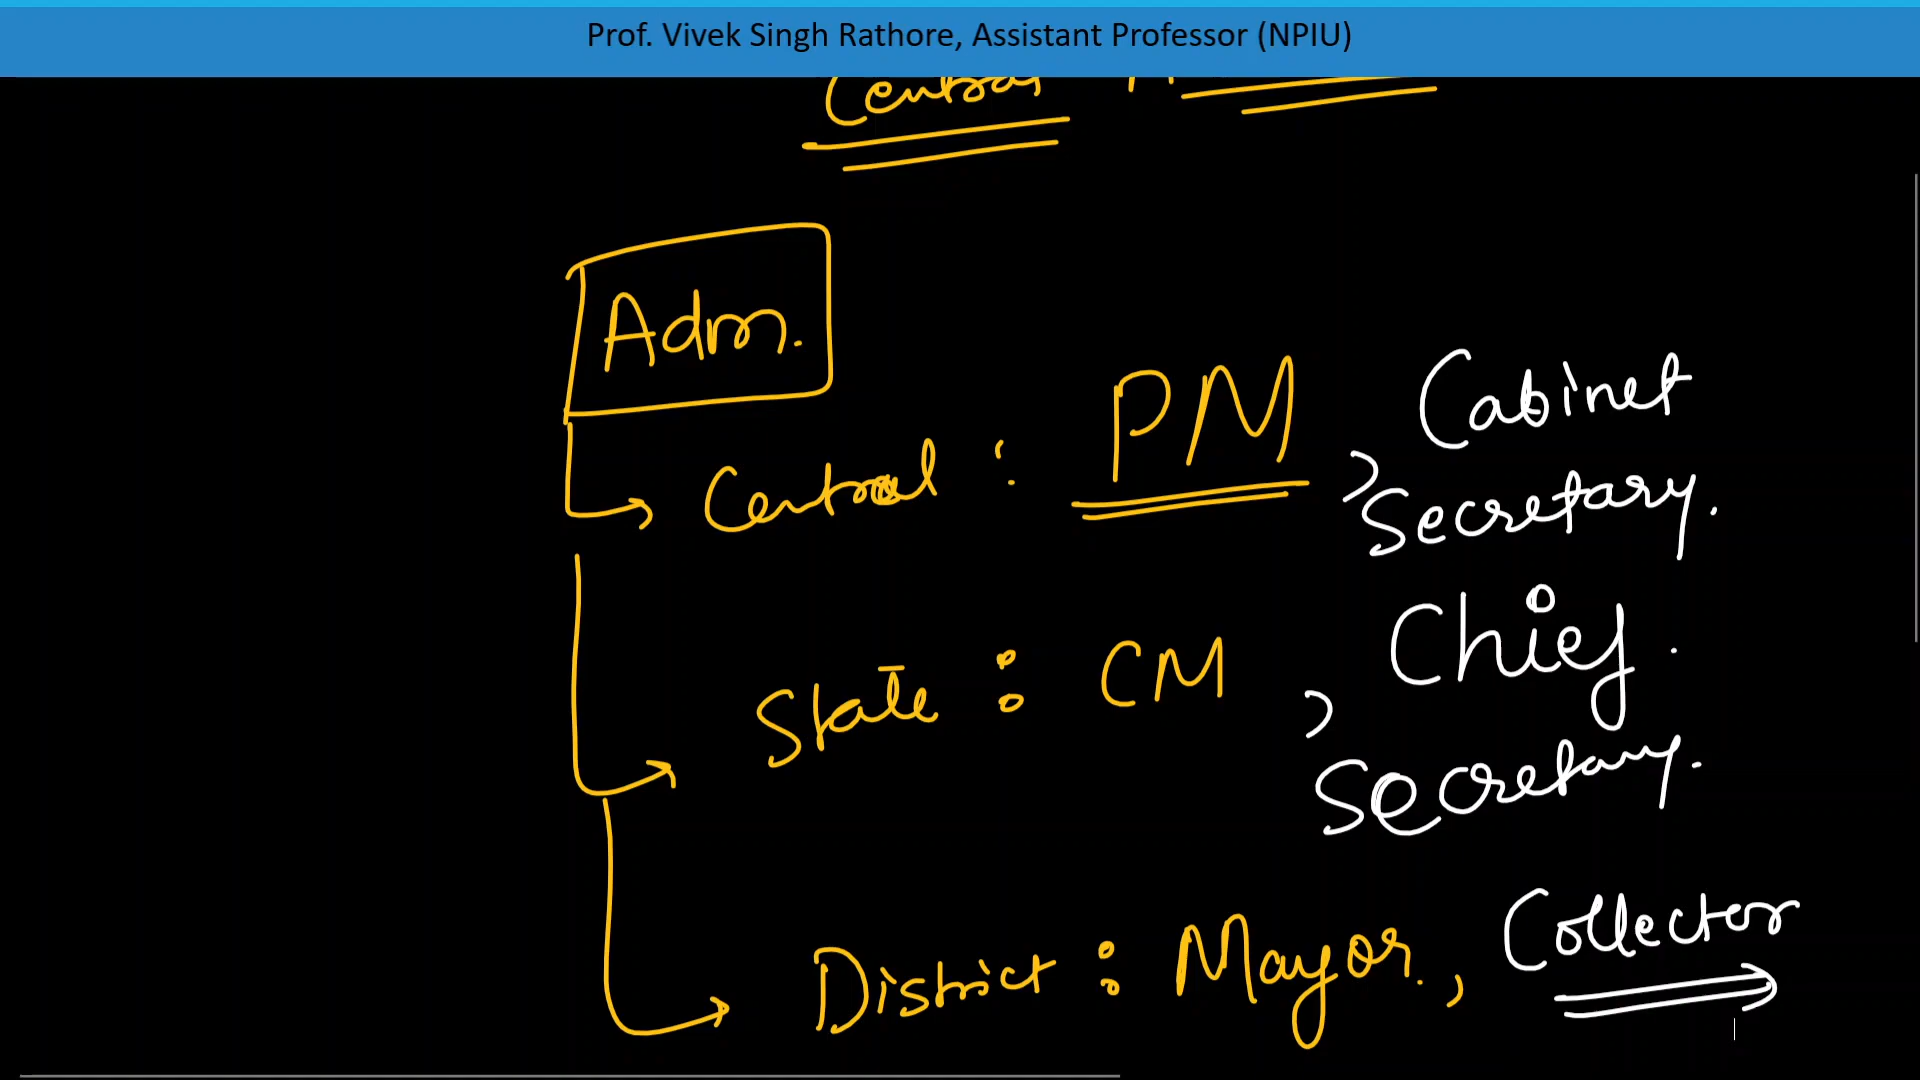 Prof. Vivek Singh Rathore, Assistant Professor (NPIU)
Central
Adm.
Central : PM , Cabinet
Secretary.
State : CM , Chief.
Secretary.
District : Mayor. , Collector